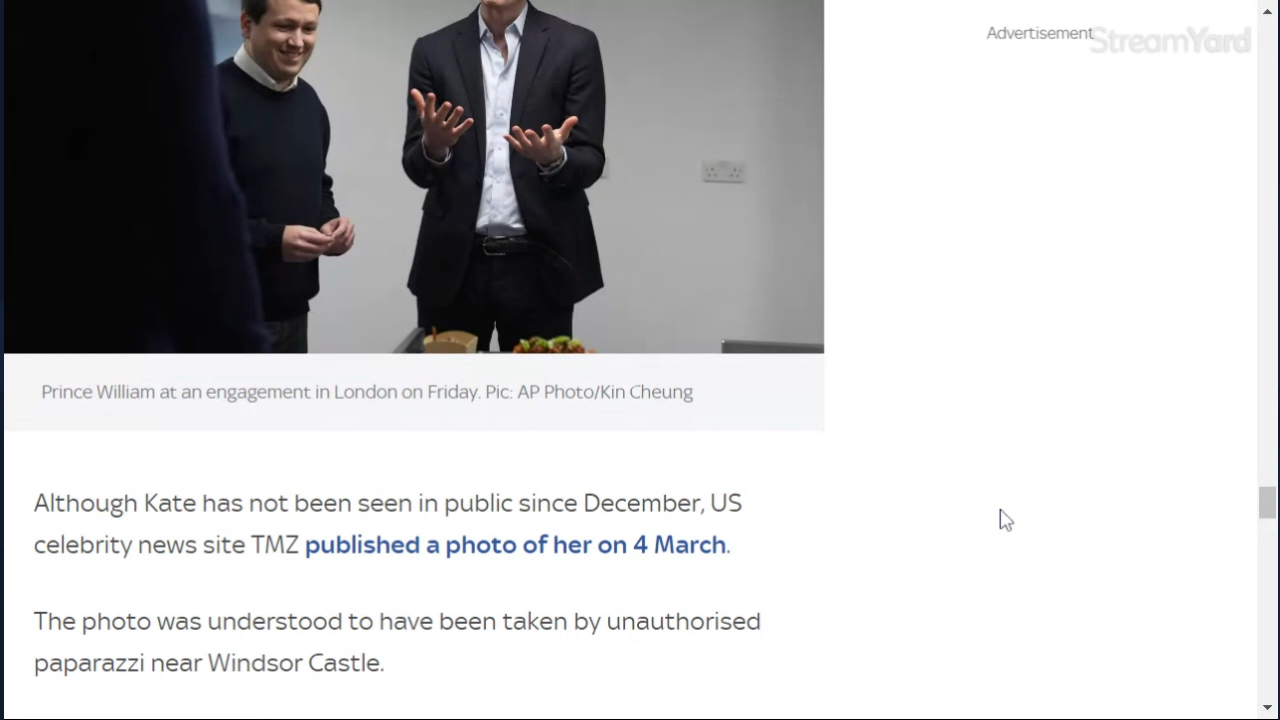 Advertisement
StreamYard
Prince William at an engagement in London on Friday. Pic: AP Photo/Kin Cheung
Although Kate has not been seen in public since December, US
celebrity news site TMZ published a photo of her on 4 March.
The photo was understood to have been taken by unauthorised
paparazzi near Windsor Castle.